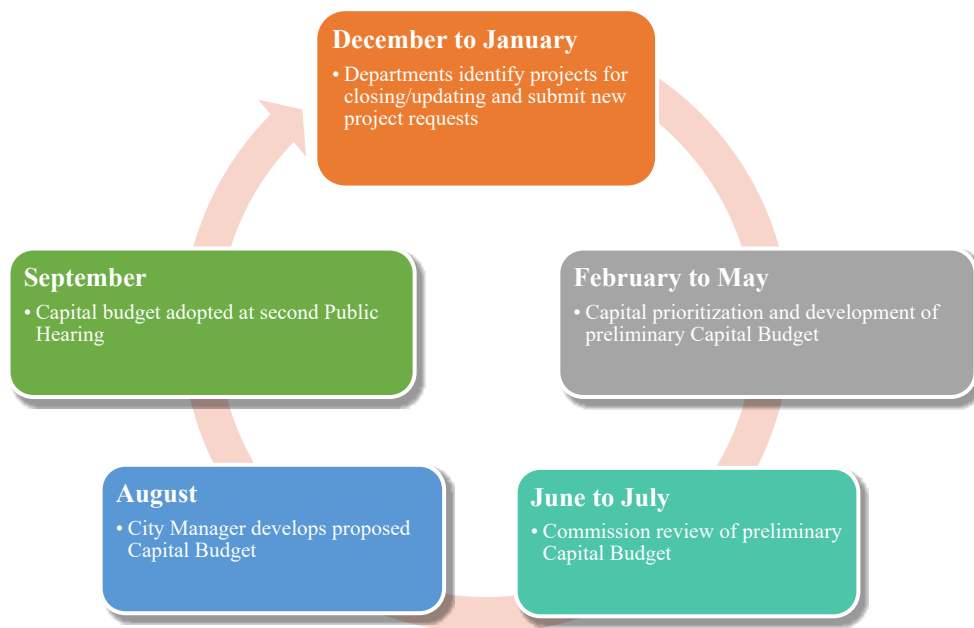 December to January
• Departments identify projects for
closing/updating and submit new
project requests
February to May
• Capital prioritization and development of
preliminary Capital Budget
June to July
• Commission review of preliminary
Capital Budget
August
• City Manager develops proposed
Capital Budget
September
• Capital budget adopted at second Public
Hearing